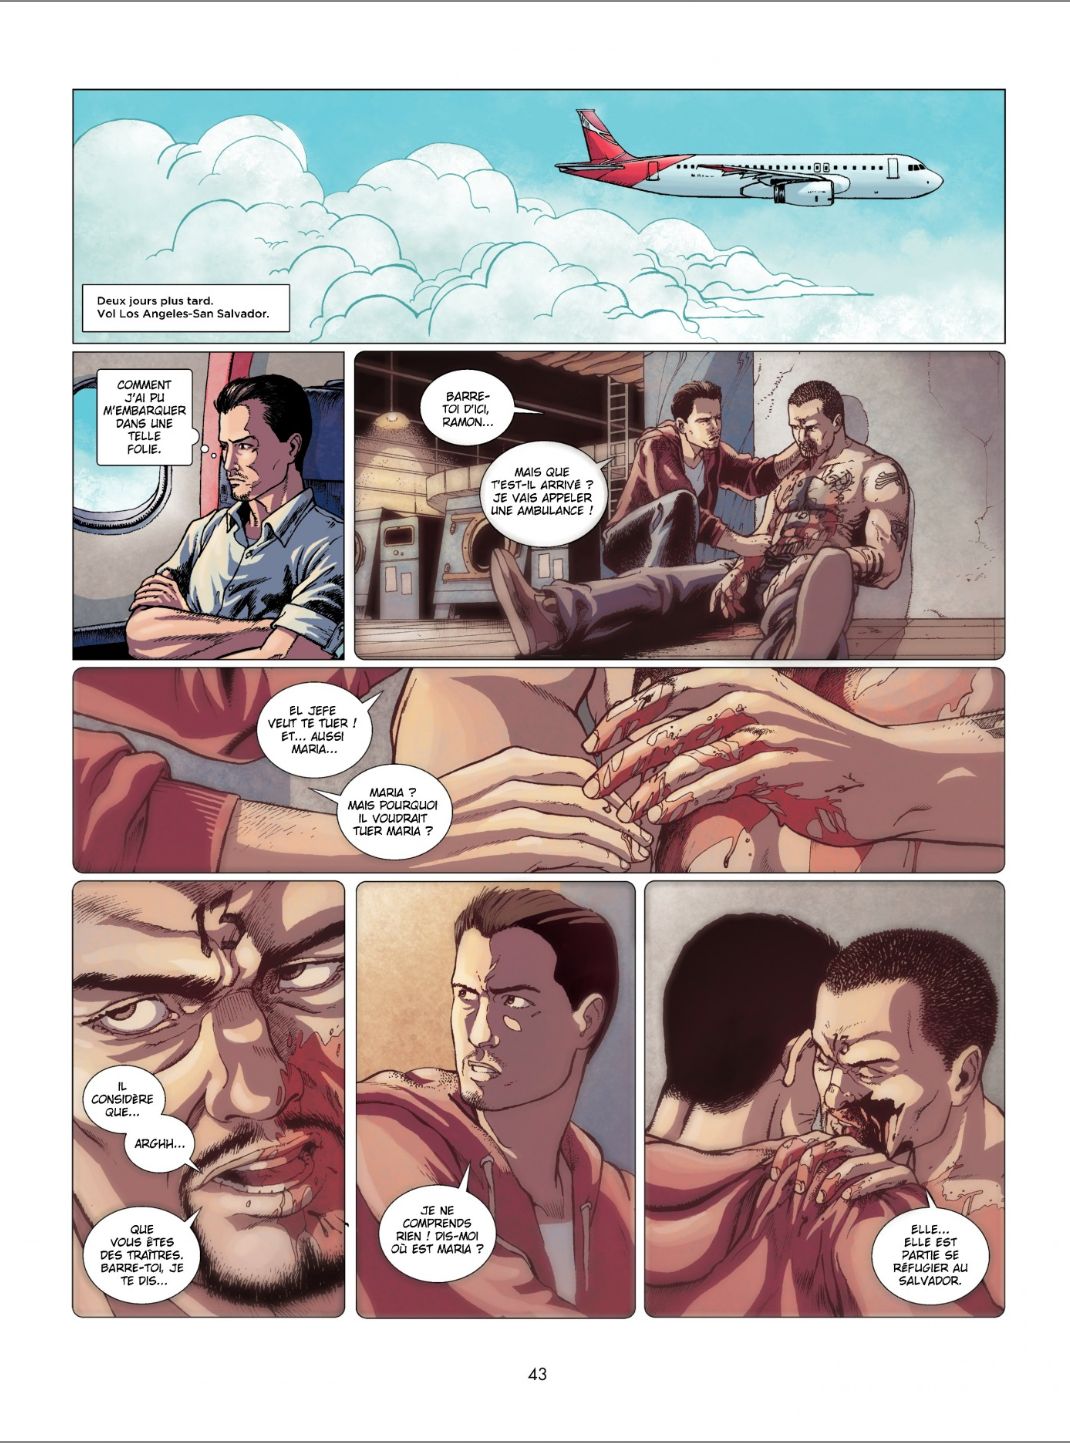 Deux jours plus tard.
Vol Los Angeles-San Salvador.
COMMENT
J'AI PU
M'EMBARQUER
DANS UNE
TELLE
FOLIE.
BARRE-
TOI D'ICI,
RAMON...
MAIS QUE
T'EST-IL ARRIVÉ ?
JE VAIS APPELER
UNE AMBULANCE !
EL JEFE
VEUT TE TUER !
ET... AUSSI
MARIA...
MARIA ?
MAIS POURQUOI
IL VOUDRAIT
TUER MARIA ?
IL
CONSIDÈRE
QUE...
ARGHH...
QUE
VOUS ÊTES
DES TRAÎTRES.
BARRE-TOI, JE
TE DIS...
JE NE
COMPRENDS
RIEN ! DIS-MOI
OÙ EST MARIA ?
ELLE...
ELLE EST
PARTIE SE
RÉFUGIER AU
SALVADOR.
43